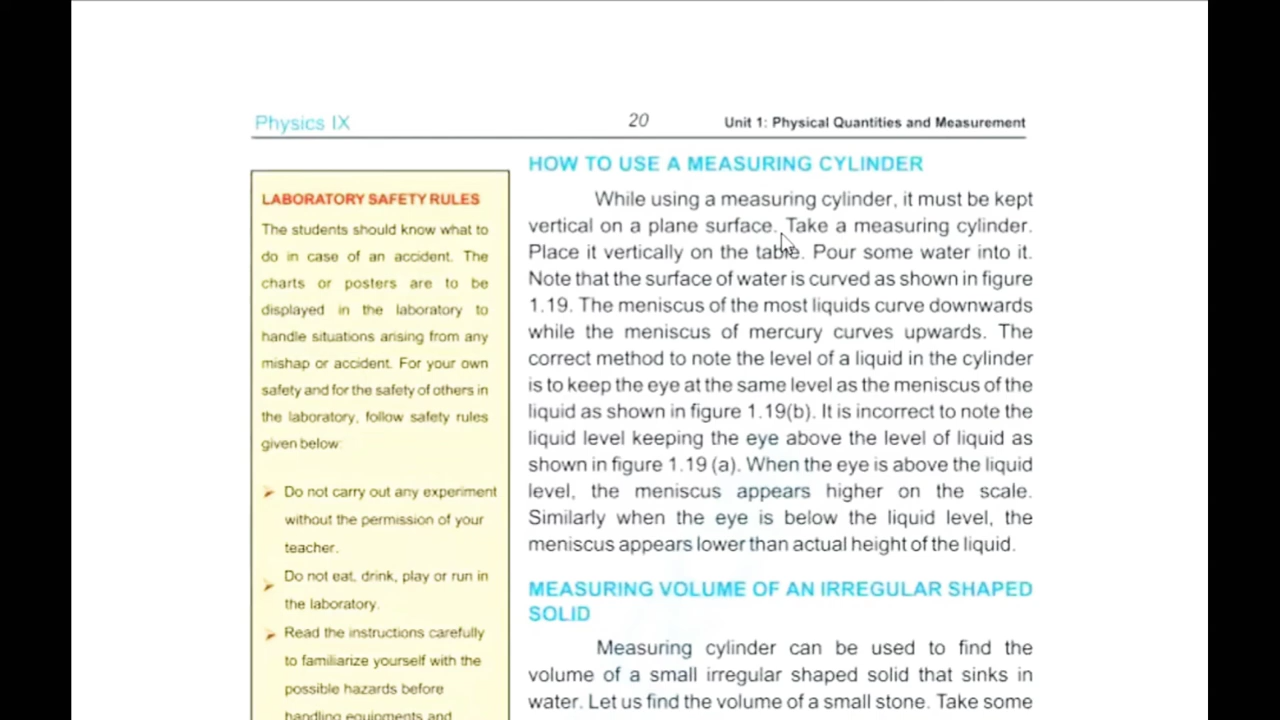 Physics IX
20
Unit 1: Physical Quantities and Measurement
LABORATORY SAFETY RULES
The students should know what to
do in case of an accident. The
charts or posters are to be
displayed in the laboratory to
handle situations arising from any
mishap or accident. For your own
safety and for the safety of others in
the laboratory, follow safety rules
given below:
Do not carry out any experiment
without the permission of your
teacher.
Do not eat, drink, play or run in
the laboratory.
Read the instructions carefully
to familiarize yourself with the
possible hazards before
handling equipments and
HOW TO USE A MEASURING CYLINDER
While using a measuring cylinder, it must be kept
vertical on a plane surface. Take a measuring cylinder.
Place it vertically on the table. Pour some water into it.
Note that the surface of water is curved as shown in figure
1.19. The meniscus of the most liquids curve downwards
while the meniscus of mercury curves upwards. The
correct method to note the level of a liquid in the cylinder
is to keep the eye at the same level as the meniscus of the
liquid as shown in figure 1.19(b). It is incorrect to note the
liquid level keeping the eye above the level of liquid as
shown in figure 1.19 (a). When the eye is above the liquid
level, the meniscus appears higher on the scale.
Similarly when the eye is below the liquid level, the
meniscus appears lower than actual height of the liquid.
MEASURING VOLUME OF AN IRREGULAR SHAPED
SOLID
Measuring cylinder can be used to find the
volume of a small irregular shaped solid that sinks in
water. Let us find the volume of a small stone. Take some